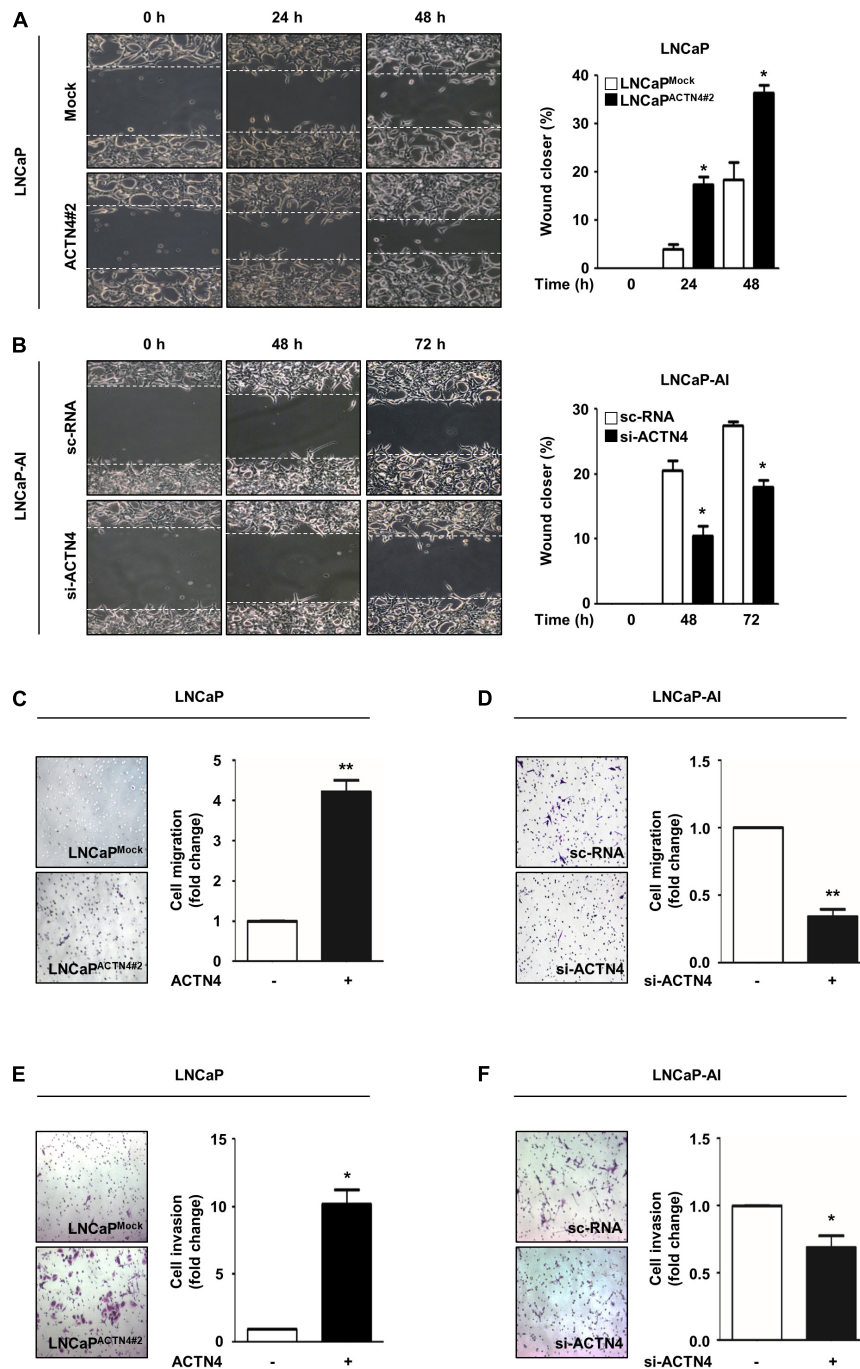 A
0 h 24 h 48 h
LNCaP
Mock
ACTN4#2
LNCaP
LNCaPMock
LNCaPACTN4#2
Wound closer (%)
40
30
20
10
0
*
*
Time (h) 0 24 48
B
0 h 48 h 72 h
LNCaP-AI
sc-RNA
si-ACTN4
LNCaP-AI
sc-RNA
si-ACTN4
Wound closer (%)
30
20
10
0
*
*
Time (h) 0 48 72
C
LNCaP
LNCaPMock
LNCaPACTN4#2
Cell migration
(fold change)
5
4
3
2
1
0
**
ACTN4 - +
D
LNCaP-AI
sc-RNA
si-ACTN4
Cell migration
(fold change)
1.5
1.0
0.5
0.0
**
si-ACTN4 - +
E
LNCaP
LNCaPMock
LNCaPACTN4#2
Cell invasion
(fold change)
15
10
5
0
*
ACTN4 - +
F
LNCaP-AI
sc-RNA
si-ACTN4
Cell invasion
(fold change)
1.5
1.0
0.5
0.0
*
si-ACTN4 - +